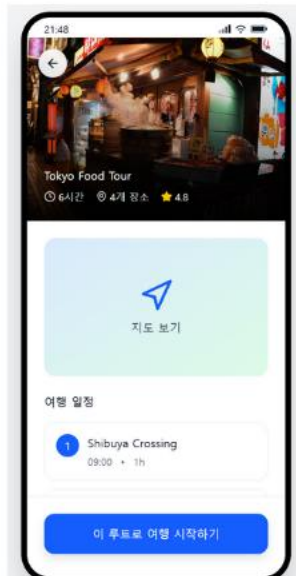 21:48
Tokyo Food Tour
6시간 4개 장소 4.8
지도 보기
여행 일정
1 Shibuya Crossing
09:00 • 1h
이 루트로 여행 시작하기